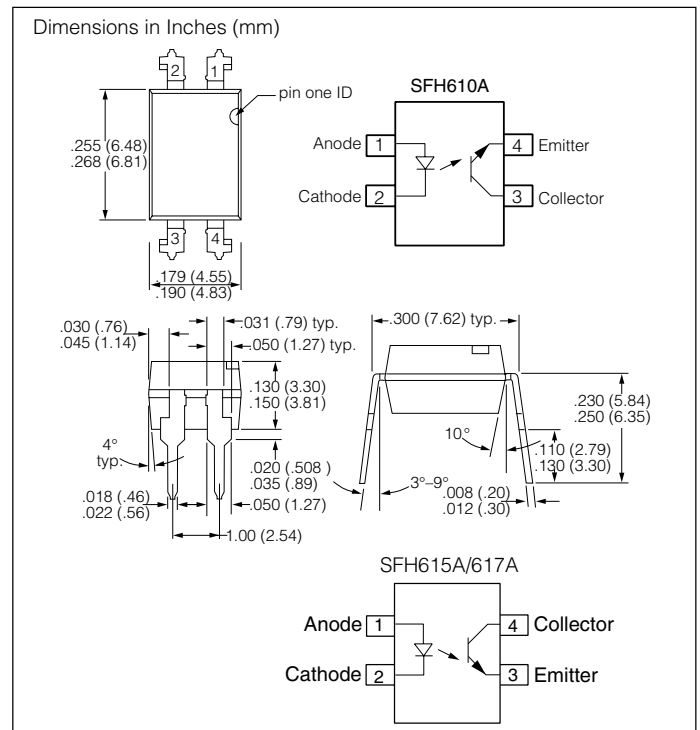 Dimensions in Inches (mm)
2
1
pin one ID
.255 (6.48)
.268 (6.81)
3
4
.179 (4.55)
.190 (4.83)
SFH610A
Anode
1
4
Emitter
Cathode
2
3
Collector
.030 (.76)
.045 (1.14)
.031 (.79) typ.
.050 (1.27) typ.
.130 (3.30)
.150 (3.81)
4°
typ.
.020 (.508 )
.035 (.89)
.018 (.46)
.022 (.56)
.050 (1.27)
1.00 (2.54)
.300 (7.62) typ.
.230 (5.84)
.250 (6.35)
10°
.110 (2.79)
.130 (3.30)
3°–9°
.008 (.20)
.012 (.30)
SFH615A/617A
Anode
1
4
Collector
Cathode
2
3
Emitter